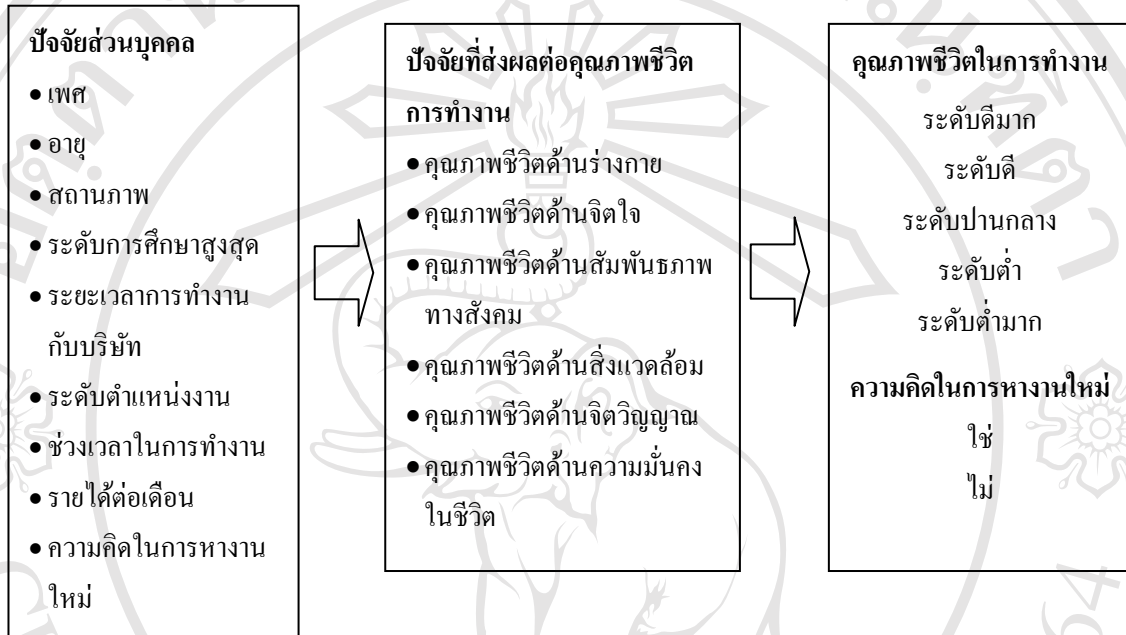 ปัจจัยส่วนบุคคล
• เพศ
• อายุ
• สถานภาพ
• ระดับการศึกษาสูงสุด
• ระยะเวลาการทำงาน
กับบริษัท
• ระดับตำแหน่งงาน
• ช่วงเวลาในการทำงาน
• รายได้ต่อเดือน
• ความคิดในการหางาน
ใหม่
ปัจจัยที่ส่งผลต่อคุณภาพชีวิต
การทำงาน
• คุณภาพชีวิตด้านร่างกาย
• คุณภาพชีวิตด้านจิตใจ
• คุณภาพชีวิตด้านสัมพันธภาพ
ทางสังคม
• คุณภาพชีวิตด้านสิ่งแวดล้อม
• คุณภาพชีวิตด้านจิตวิญญาณ
• คุณภาพชีวิตด้านความมั่นคง
ในชีวิต
คุณภาพชีวิตในการทำงาน
ระดับดีมาก
ระดับดี
ระดับปานกลาง
ระดับต่ำ
ระดับต่ำมาก
ความคิดในการหางานใหม่
ใช่
ไม่